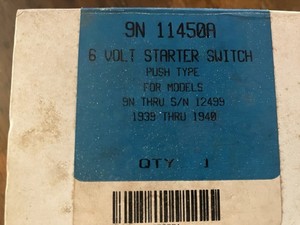 9N 11450A
6 VOLT STARTER SWITCH
PUSH TYPE
FOR MODELS
9N THRU S/N 12499
1939 THRU 1940
QTY 1